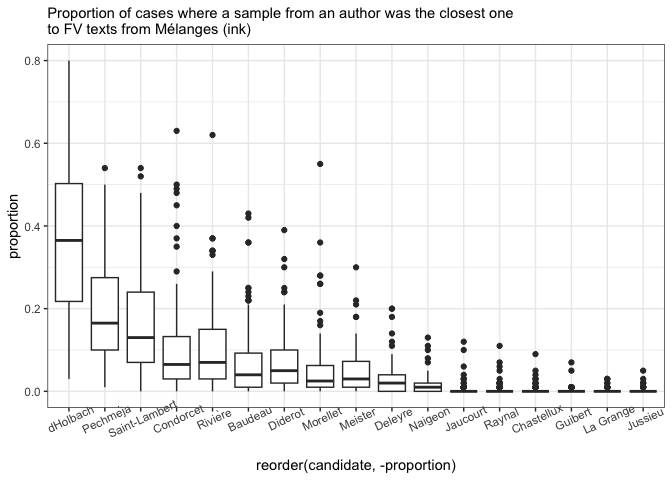 Proportion of cases where a sample from an author was the closest one
to FV texts from Mélanges (ink)
0.8
0.6
0.4
0.2
0.0
proportion
dHolbach
Pechmeja
Saint-Lambert
Condorcet
Rivière
Baudeau
Diderot
Morellet
Meister
Deleyre
Naigeon
Jaucourt
Raynal
Chastellux
Guibert
La Grange
Jussieu
reorder(candidate, -proportion)